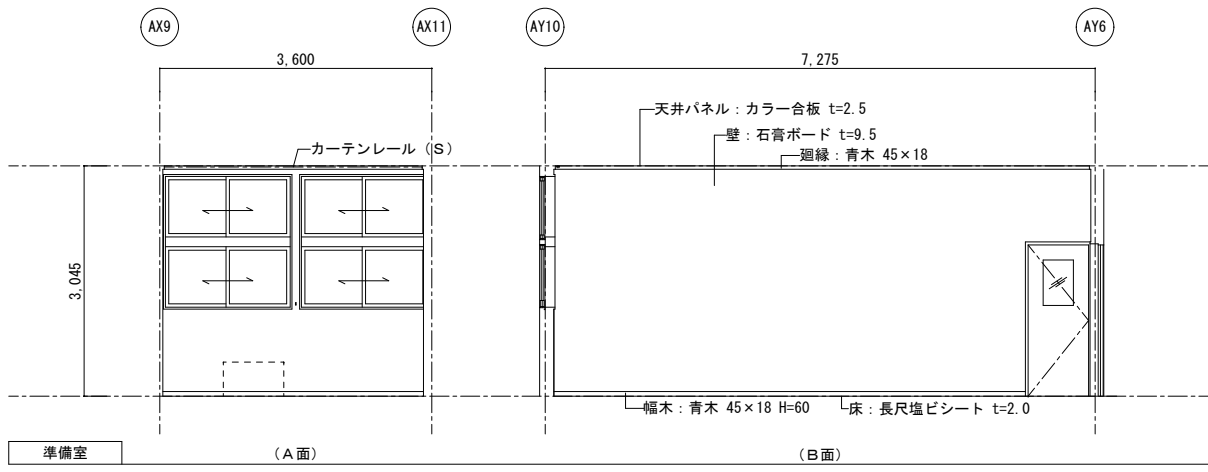 AX9
AX11
AY10
AY6
3,600
7,275
天井パネル：カラー合板 t=2.5
壁：石膏ボード t=9.5
カーテンレール（S）
廻縁：青木 45×18
3,045
幅木：青木 45×18 H=60
床：長尺塩ビシート t=2.0
準備室
（A面）
（B面）